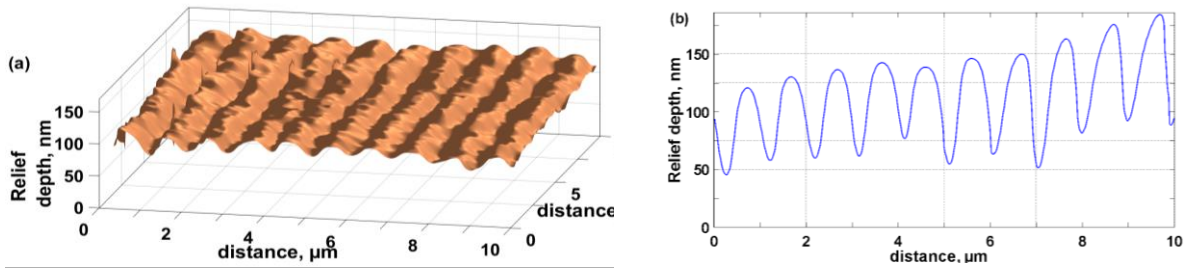 (a)
150
100
50
0
Relief
depth, nm
0 2 4 6 8 10
distance, µm
0
5
distance
(b)
150
100
50
0
Relief depth, nm
0 2 4 6 8 10
distance, µm